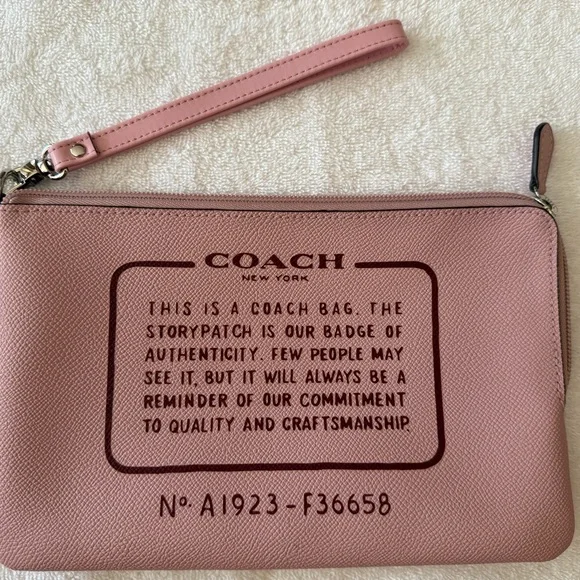 COACH
NEW YORK
THIS IS A COACH BAG. THE
STORYPATCH IS OUR BADGE OF
AUTHENTICITY. FEW PEOPLE MAY
SEE IT, BUT IT WILL ALWAYS BE A
REMINDER OF OUR COMMITMENT
TO QUALITY AND CRAFTSMANSHIP.
No. A1923-F36658